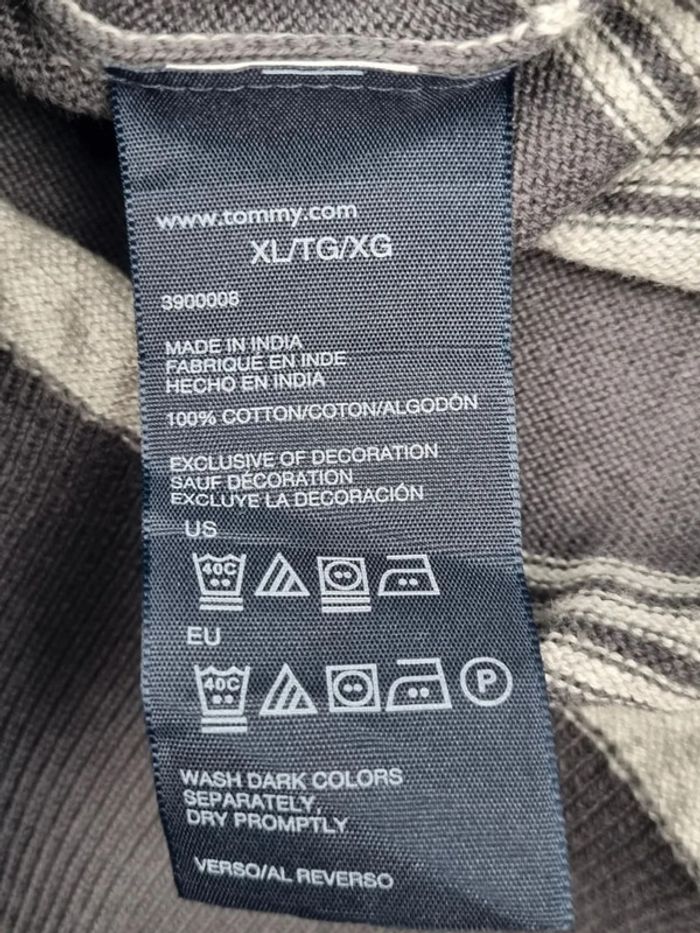 www.tommy.com
XL/TG/XG
3900008
MADE IN INDIA
FABRIQUÉ EN INDE
HECHO EN INDIA
100% COTTON/COTON/ALGODÓN
EXCLUSIVE OF DECORATION
SAUF DÉCORATION
EXCLUYE LA DECORACIÓN
US
40C
EU
40C P
WASH DARK COLORS
SEPARATELY,
DRY PROMPTLY
VERSO/AL REVERSO